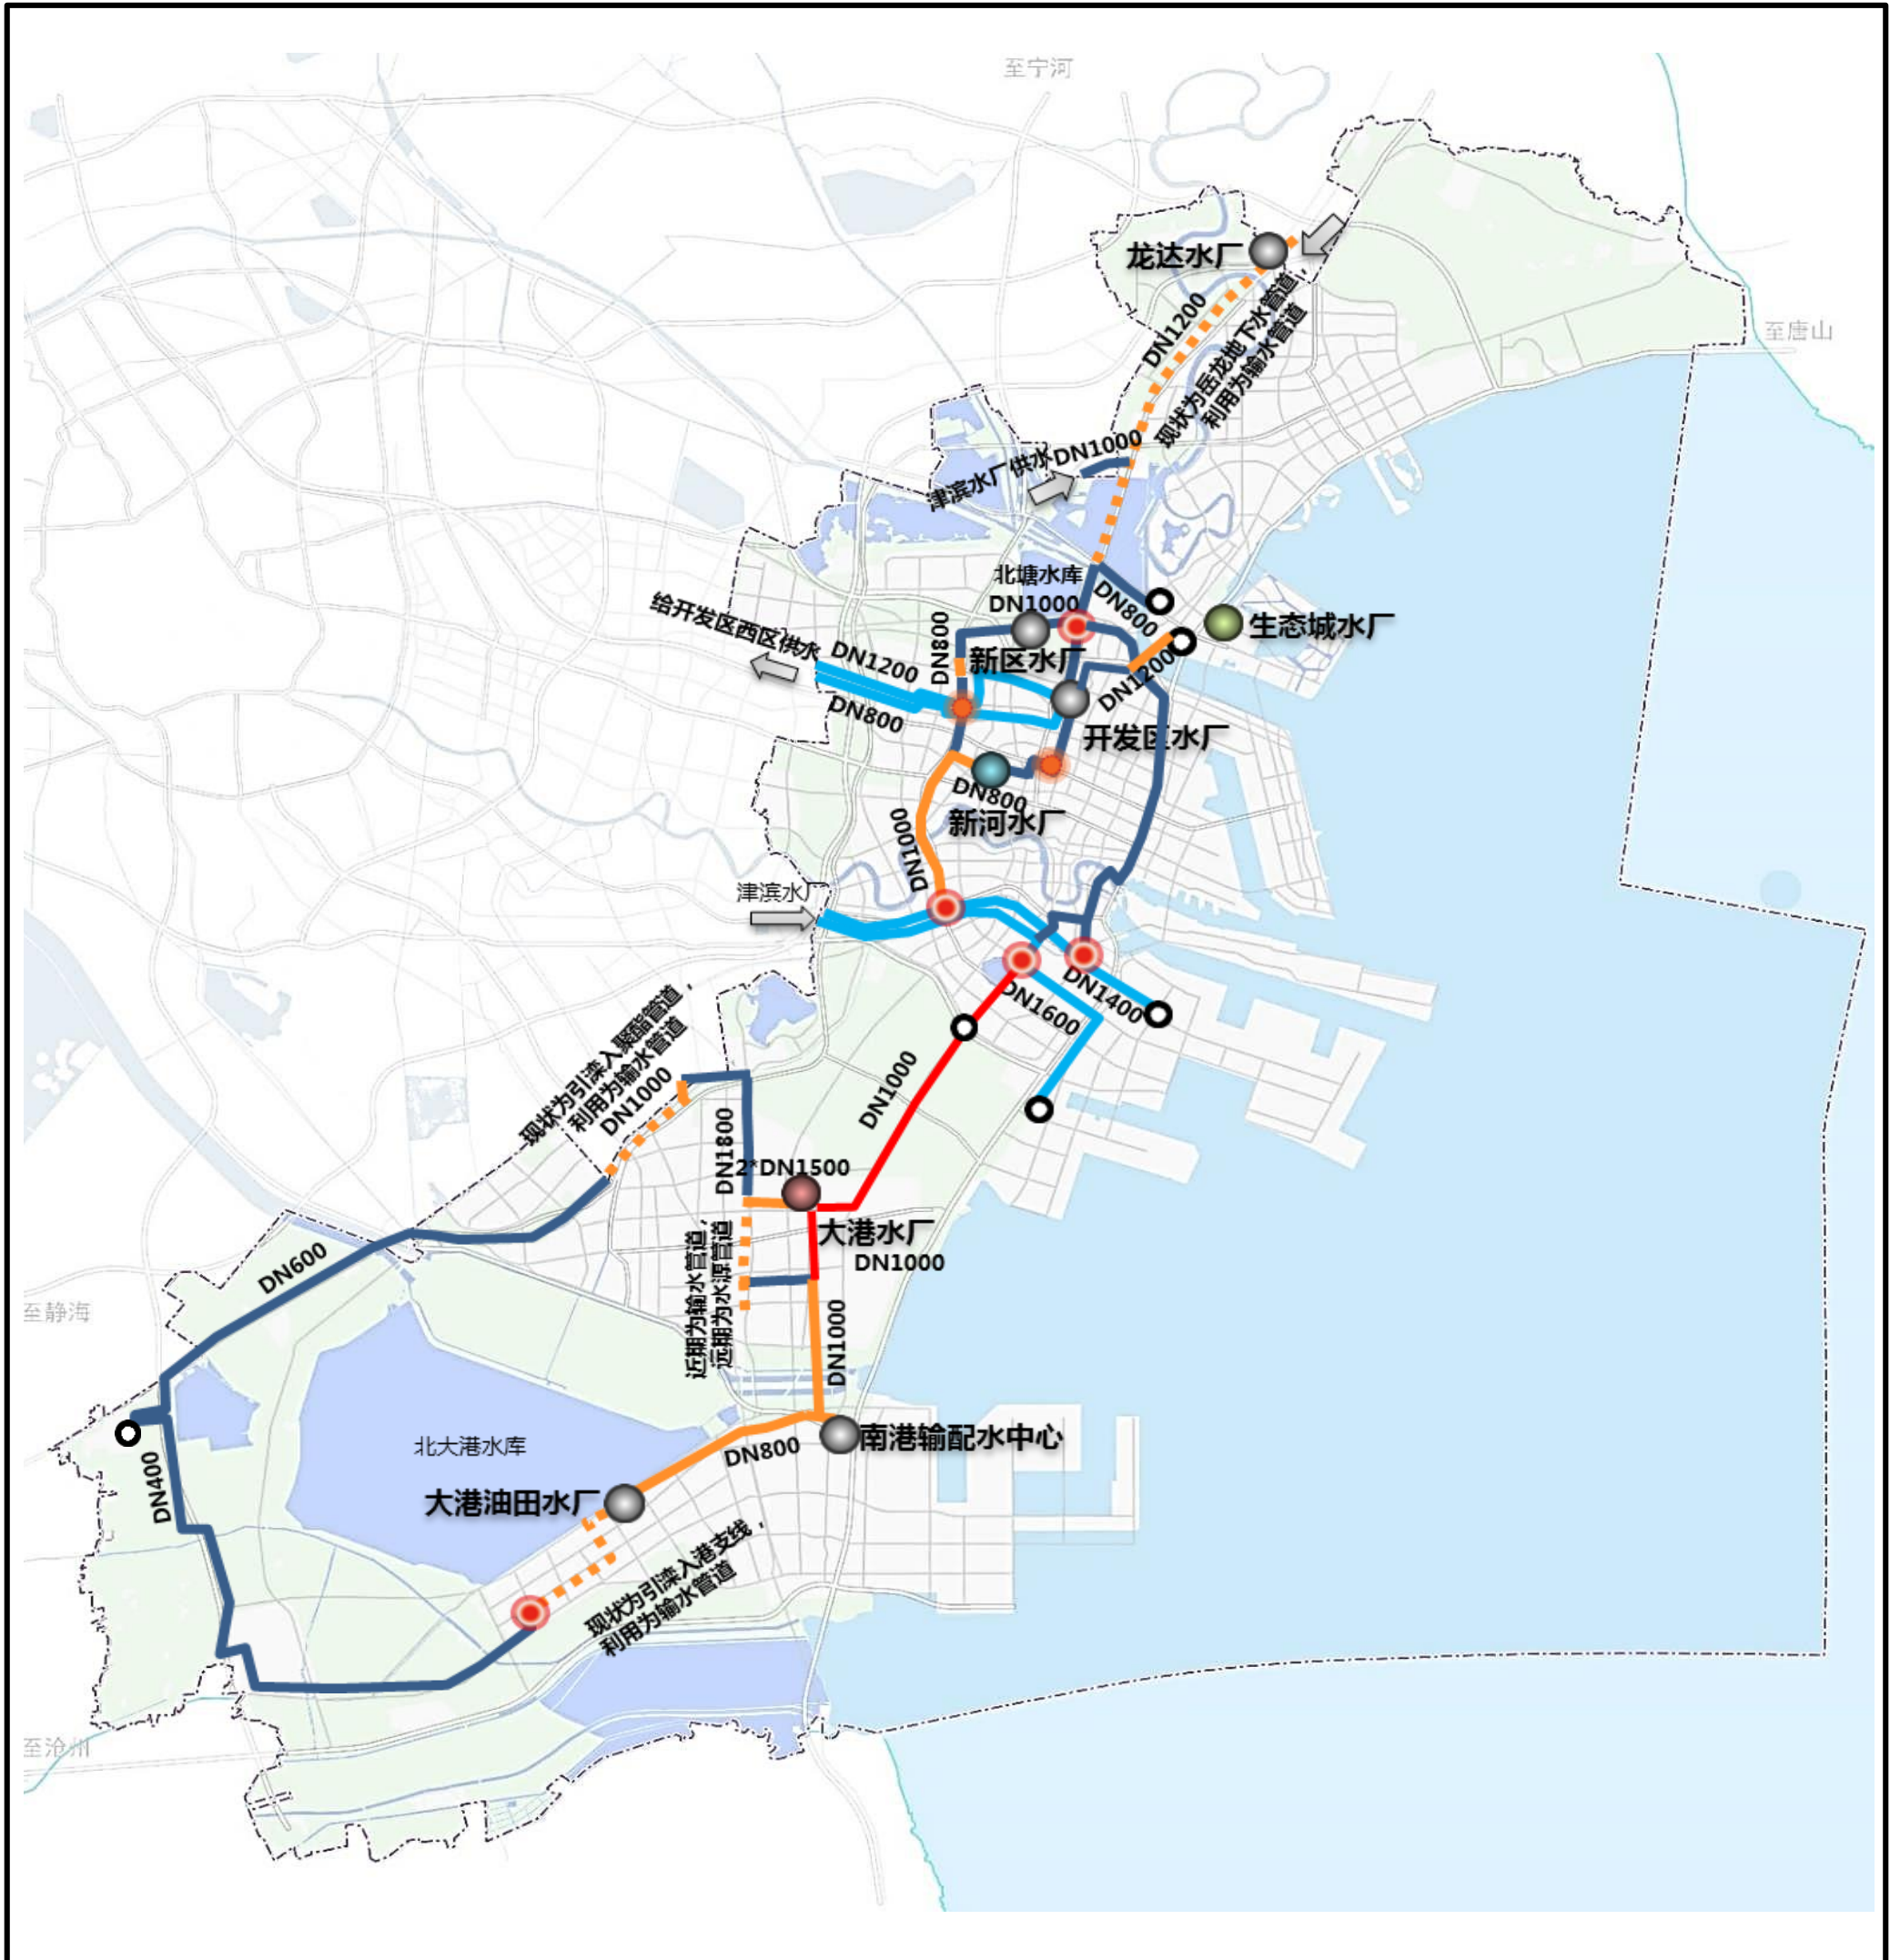 至宁河
龙达水厂
DN1200
现状为岳龙地下水管道，
利用为输水管道
至唐山
津滨水厂供水
DN1000
北塘水库
DN1000
DN800
生态城水厂
给开发区西区供水
DN800
新区水厂
DN1200
DN1200
DN800
开发区水厂
DN800
新河水厂
DN1000
津滨水厂
DN1400
DN1600
现状为引滦入聚酯管道，
利用为输水管道
DN1000
DN1000
DN1800
2*DN1500
大港水厂
DN1000
DN600
近期为输水管道，
远期为水源管道
至静海
DN1000
南港输配水中心
北大港水库
DN800
DN400
大港油田水厂
现状为引滦入港支线，
利用为输水管道
至沧州